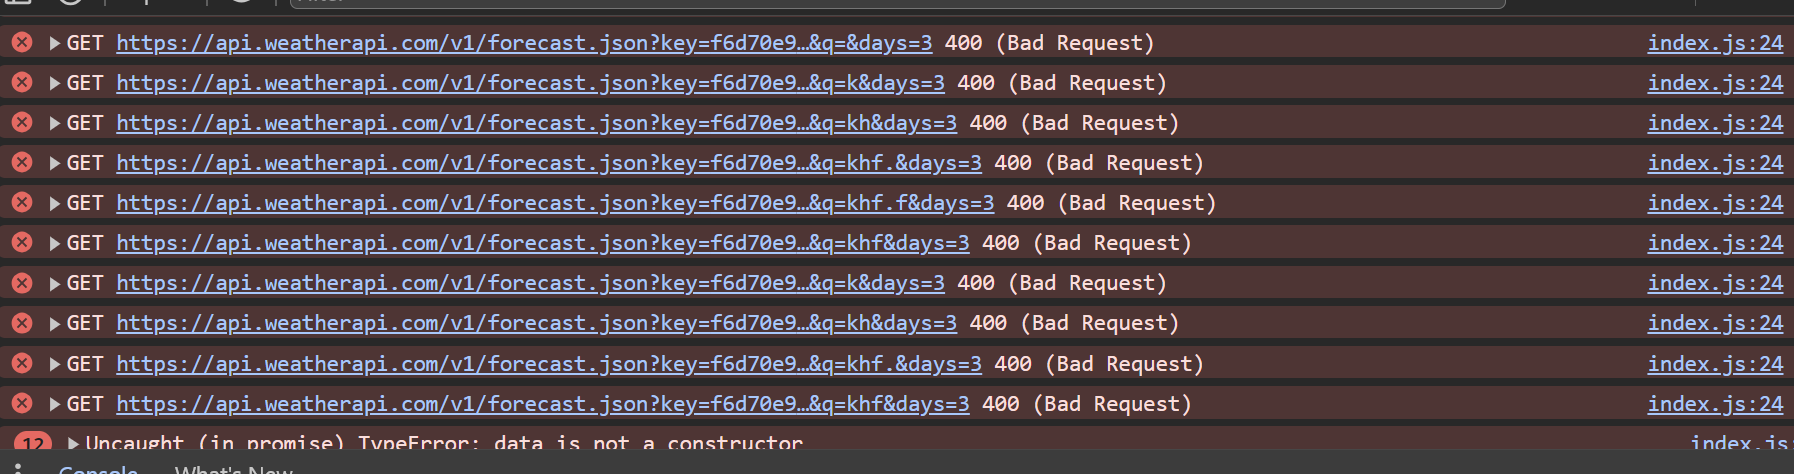 GET https://api.weatherapi.com/v1/forecast.json?key=f6d70e9…&q=&days=3 400 (Bad Request) index.js:24
GET https://api.weatherapi.com/v1/forecast.json?key=f6d70e9…&q=k&days=3 400 (Bad Request) index.js:24
GET https://api.weatherapi.com/v1/forecast.json?key=f6d70e9…&q=kh&days=3 400 (Bad Request) index.js:24
GET https://api.weatherapi.com/v1/forecast.json?key=f6d70e9…&q=khf.&days=3 400 (Bad Request) index.js:24
GET https://api.weatherapi.com/v1/forecast.json?key=f6d70e9…&q=khf.f&days=3 400 (Bad Request) index.js:24
GET https://api.weatherapi.com/v1/forecast.json?key=f6d70e9…&q=khf&days=3 400 (Bad Request) index.js:24
GET https://api.weatherapi.com/v1/forecast.json?key=f6d70e9…&q=k&days=3 400 (Bad Request) index.js:24
GET https://api.weatherapi.com/v1/forecast.json?key=f6d70e9…&q=kh&days=3 400 (Bad Request) index.js:24
GET https://api.weatherapi.com/v1/forecast.json?key=f6d70e9…&q=khf.&days=3 400 (Bad Request) index.js:24
GET https://api.weatherapi.com/v1/forecast.json?key=f6d70e9…&q=khf&days=3 400 (Bad Request) index.js:24
12 Uncaught (in promise) TypeError: data is not a constructor index.js:
Console What's New